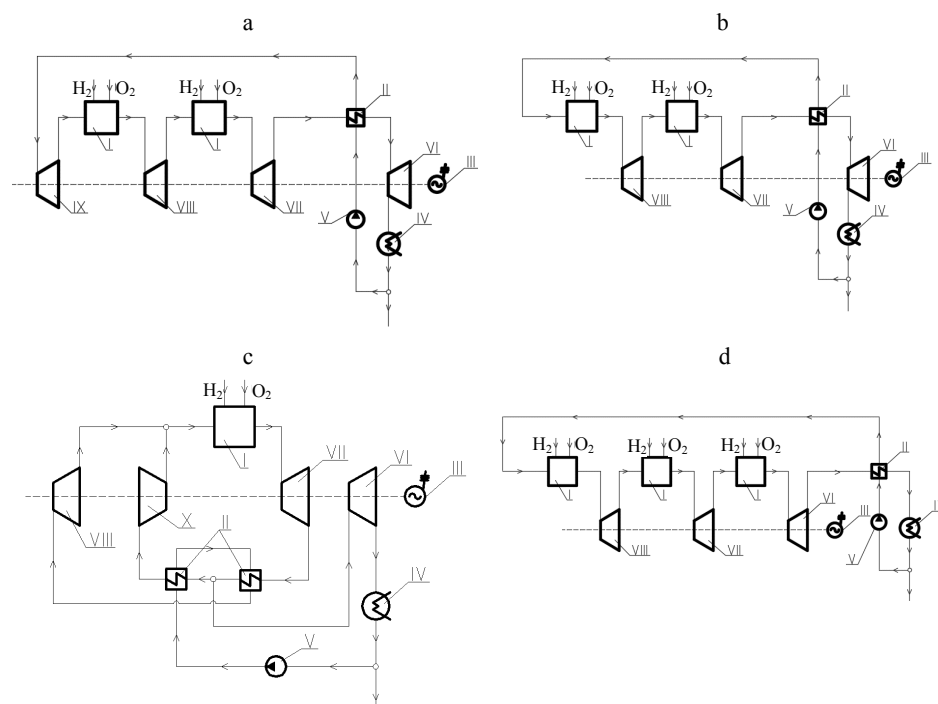 a
H₂ O₂ H₂ O₂ II
I I VI III
IX VIII VII V IV
b
H₂ O₂ H₂ O₂ II
I I VI III
VIII VII V IV
c
H₂ O₂
I VII VI III
VIII X II IV
V
d
H₂ O₂ H₂ O₂ H₂ O₂ II
I I I VI III I
VIII VII V